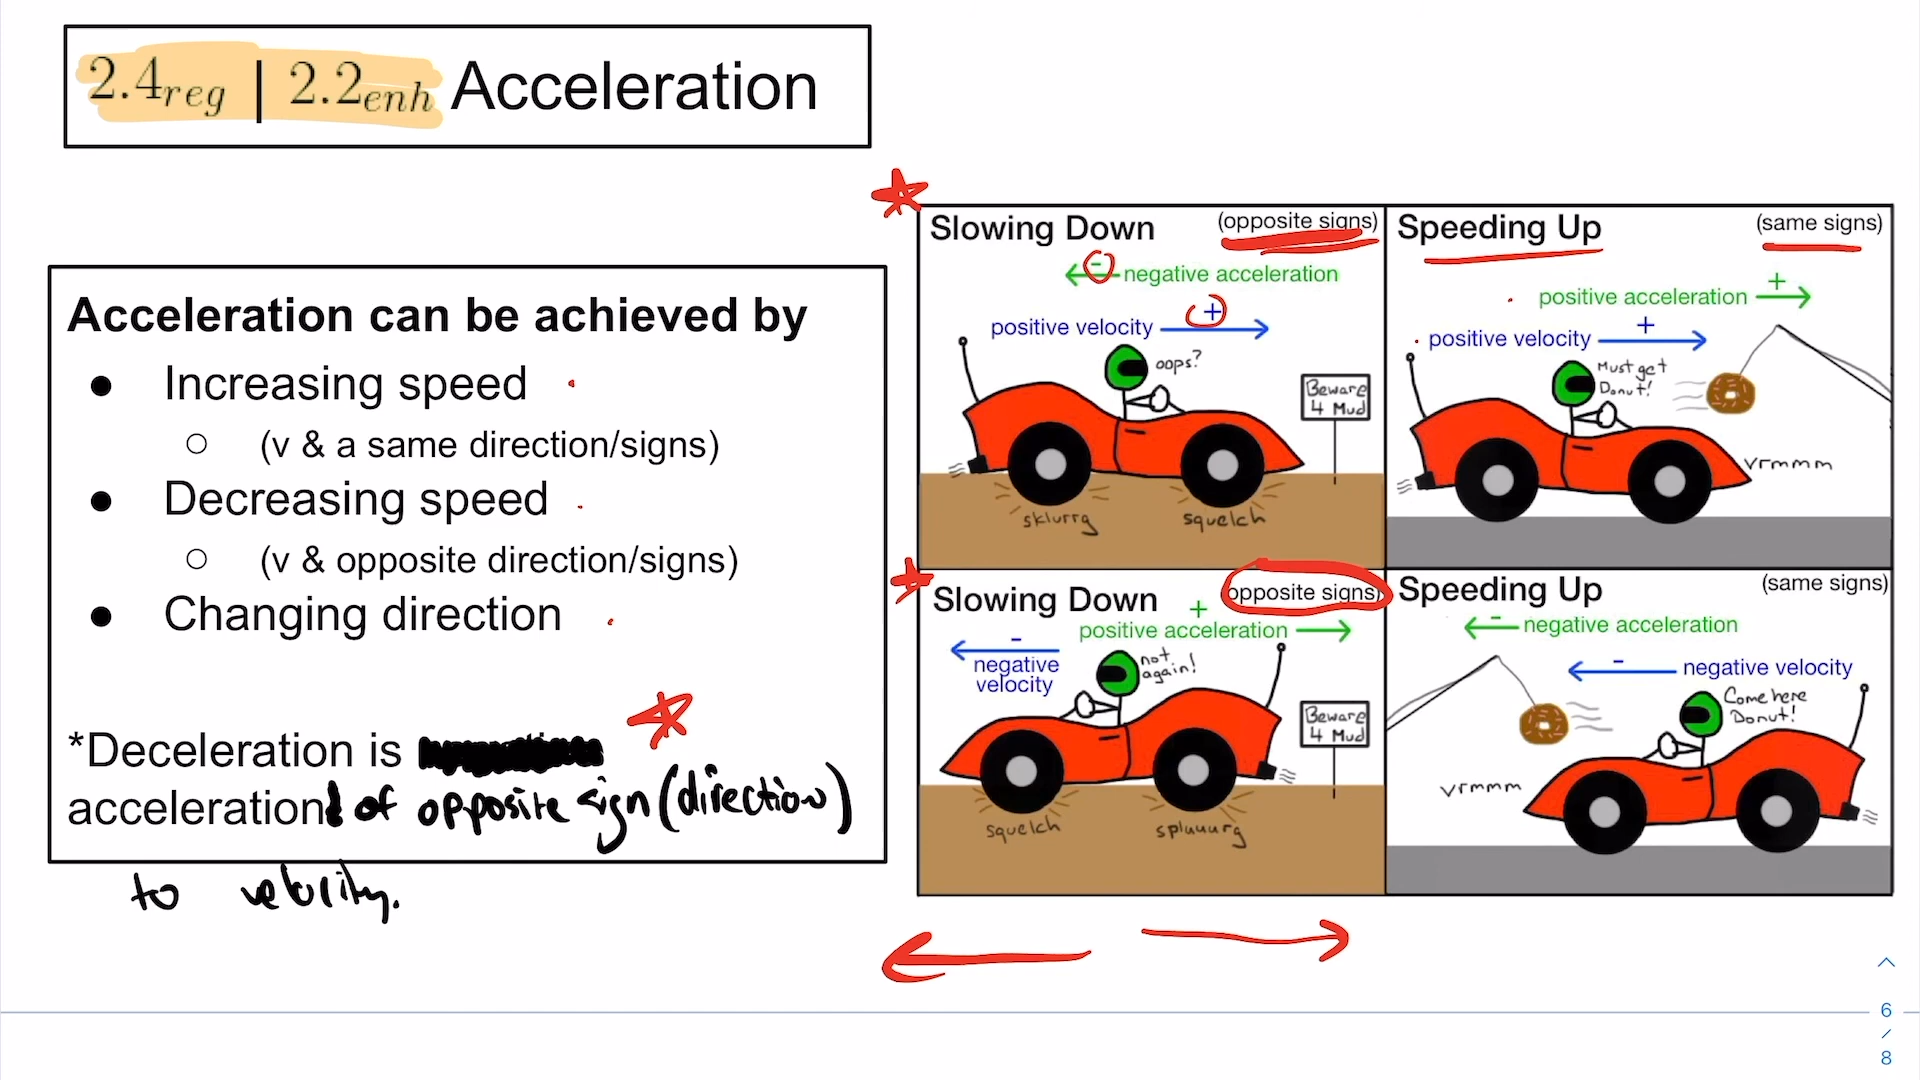 2.4reg | 2.2enh Acceleration
Acceleration can be achieved by
● Increasing speed
○ (v & a same direction/signs)
● Decreasing speed
○ (v & opposite direction/signs)
● Changing direction
*Deceleration is
acceleration of opposite sign (direction)
to velocity.
Slowing Down (opposite signs)
- negative acceleration
+
positive velocity
oops?
Beware
4 Mud
sklurrg squelch
Speeding Up (same signs)
+
positive acceleration
+
positive velocity
Must get
Donut!
vrmmm
Slowing Down (opposite signs)
+
positive acceleration
-
negative
velocity
not
again!
Beware
4 Mud
squelch spluuurg
Speeding Up (same signs)
- negative acceleration
- negative velocity
Come here
Donut!
vrmmm
6
/
8